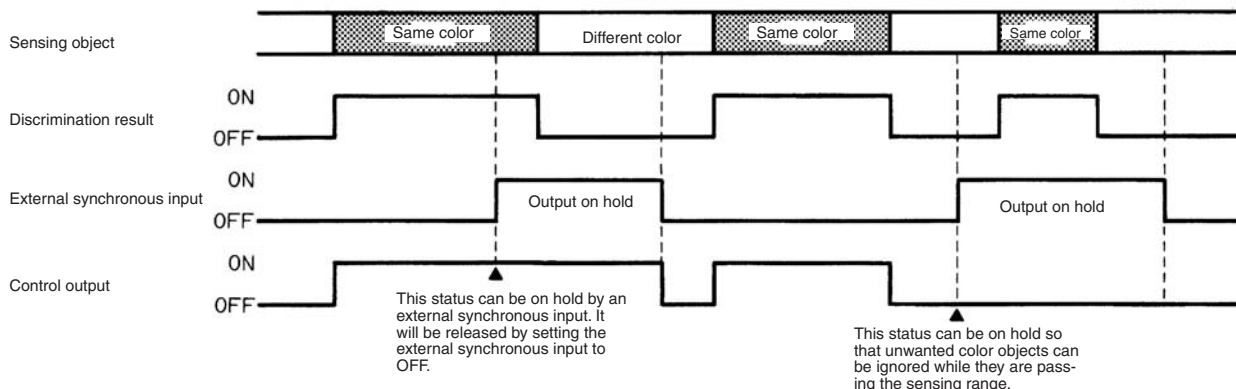 Sensing object
Same color
Different color
Same color
Same color
Discrimination result
ON
OFF
External synchronous input
ON
OFF
Output on hold
Output on hold
Control output
ON
OFF
This status can be on hold by an
external synchronous input. It
will be released by setting the
external synchronous input to
OFF.
This status can be on hold so
that unwanted color objects can
be ignored while they are pass-
ing the sensing range.